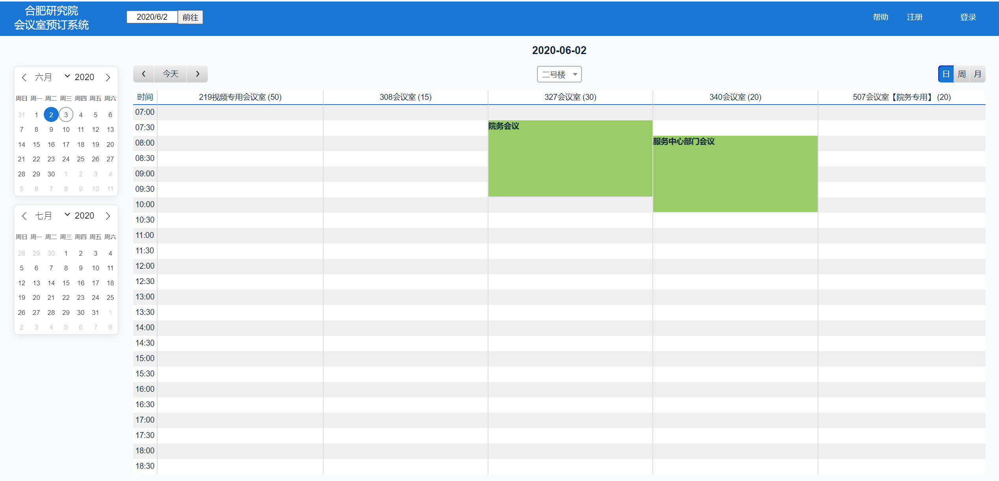 合肥研究院
会议室预订系统
2020/6/2 前往
帮助 注册 登录
2020-06-02
六月 2020
周日 周一 周二 周三 周四 周五 周六
31 1 2 3 4 5 6
7 8 9 10 11 12 13
14 15 16 17 18 19 20
21 22 23 24 25 26 27
28 29 30 1 2 3 4
5 6 7 8 9 10 11
七月 2020
周日 周一 周二 周三 周四 周五 周六
28 29 30 1 2 3 4
5 6 7 8 9 10 11
12 13 14 15 16 17 18
19 20 21 22 23 24 25
26 27 28 29 30 31 1
2 3 4 5 6 7 8
今天
二号楼
日 周 月
时间 219视频专用会议室 (50) 308会议室 (15) 327会议室 (30) 340会议室 (20) 507会议室【院务专用】 (20)
07:00
07:30 院务会议
08:00 服务中心部门会议
08:30
09:00
09:30
10:00
10:30
11:00
11:30
12:00
12:30
13:00
13:30
14:00
14:30
15:00
15:30
16:00
16:30
17:00
17:30
18:00
18:30